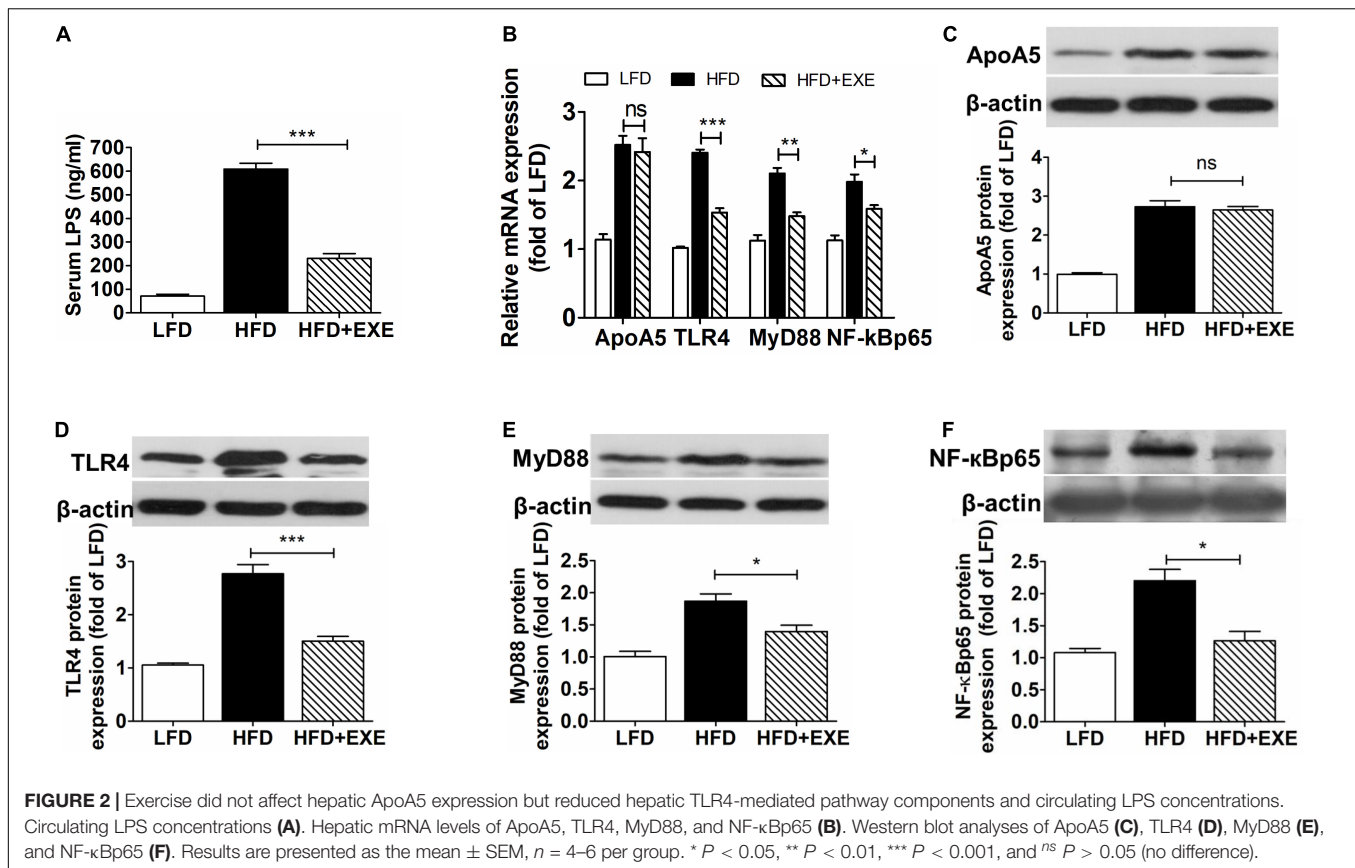 A
***
Serum LPS (ng/ml)
700
600
500
400
300
200
100
0
LFD
HFD
HFD+EXE
B
LFD
HFD
HFD+EXE
Relative mRNA expression
(fold of LFD)
3
2
1
0
ns
***
**
*
ApoA5
TLR4
MyD88
NF-kBp65
C
ApoA5
β-actin
ApoA5 protein
expression (fold of LFD)
4
3
2
1
0
ns
LFD
HFD
HFD+EXE
D
TLR4
β-actin
TLR4 protein
expression (fold of LFD)
3
2
1
0
***
LFD
HFD
HFD+EXE
E
MyD88
β-actin
MyD88 protein
expression (fold of LFD)
2.5
2.0
1.5
1.0
0.5
0.0
*
LFD
HFD
HFD+EXE
F
NF-κBp65
β-actin
NF-κBp65 protein
expression (fold of LFD)
2.5
2.0
1.5
1.0
0.5
0.0
*
LFD
HFD
HFD+EXE
FIGURE 2 | Exercise did not affect hepatic ApoA5 expression but reduced hepatic TLR4-mediated pathway components and circulating LPS concentrations.
Circulating LPS concentrations (A). Hepatic mRNA levels of ApoA5, TLR4, MyD88, and NF-κBp65 (B). Western blot analyses of ApoA5 (C), TLR4 (D), MyD88 (E),
and NF-κBp65 (F). Results are presented as the mean ± SEM, n = 4–6 per group. * P < 0.05, ** P < 0.01, *** P < 0.001, and ns P > 0.05 (no difference).